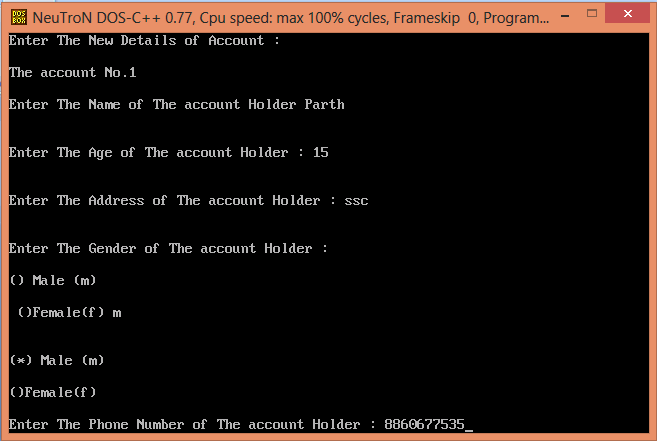 DOS BOX
NeuTroN DOS-C++ 0.77, Cpu speed: max 100% cycles, Frameskip 0, Program...
Enter The New Details of Account :
The account No.1
Enter The Name of The account Holder Parth
Enter The Age of The account Holder : 15
Enter The Address of The account Holder : ssc
Enter The Gender of The account Holder :
() Male (m)
()Female(f) m
(*) Male (m)
()Female(f)
Enter The Phone Number of The account Holder : 8860677535_